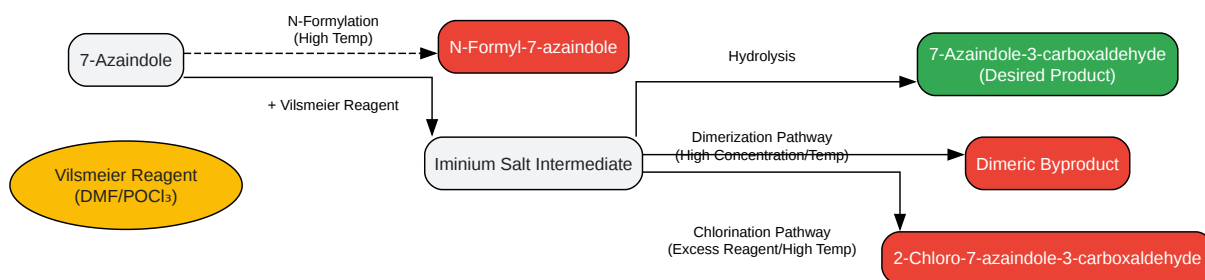 7-Azaindole
N-Formylation
(High Temp)
N-Formyl-7-azaindole
+ Vilsmeier Reagent
Vilsmeier Reagent
(DMF/POCl₃)
Iminium Salt Intermediate
Hydrolysis
7-Azaindole-3-carboxaldehyde
(Desired Product)
Dimerization Pathway
(High Concentration/Temp)
Dimeric Byproduct
Chlorination Pathway
(Excess Reagent/High Temp)
2-Chloro-7-azaindole-3-carboxaldehyde